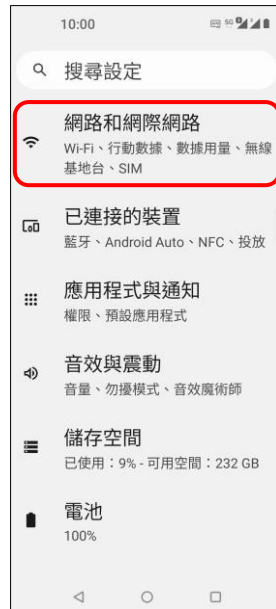 10:00
5G
搜尋設定
網路和網際網路
Wi-Fi、行動數據、數據用量、無線
基地台、SIM
已連接的裝置
藍牙、Android Auto、NFC、投放
應用程式與通知
權限、預設應用程式
音效與震動
音量、勿擾模式、音效魔術師
儲存空間
已使用：9% - 可用空間：232 GB
電池
100%